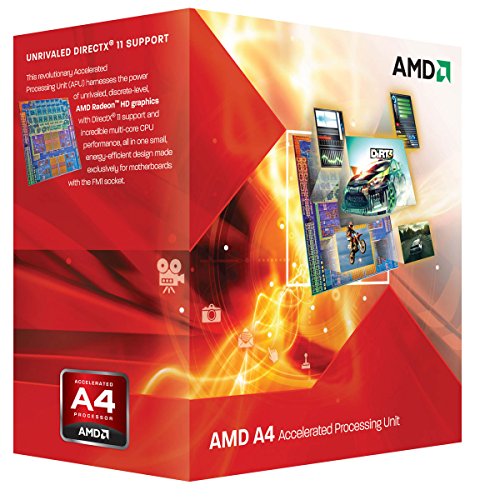 UNRIVALED DIRECTX® 11 SUPPORT
This revolutionary Accelerated
Processing Unit (APU) harnesses the power
of unrivaled, discrete-level,
AMD Radeon™ HD graphics
with DirectX® 11 support and
incredible multi-core CPU
performance, all in one small,
energy-efficient design made
exclusively for motherboards
with the FM1 socket.
ACCELERATED
A4
PROCESSOR
AMD
AMD
DiRT3
AMD A4 Accelerated Processing Unit